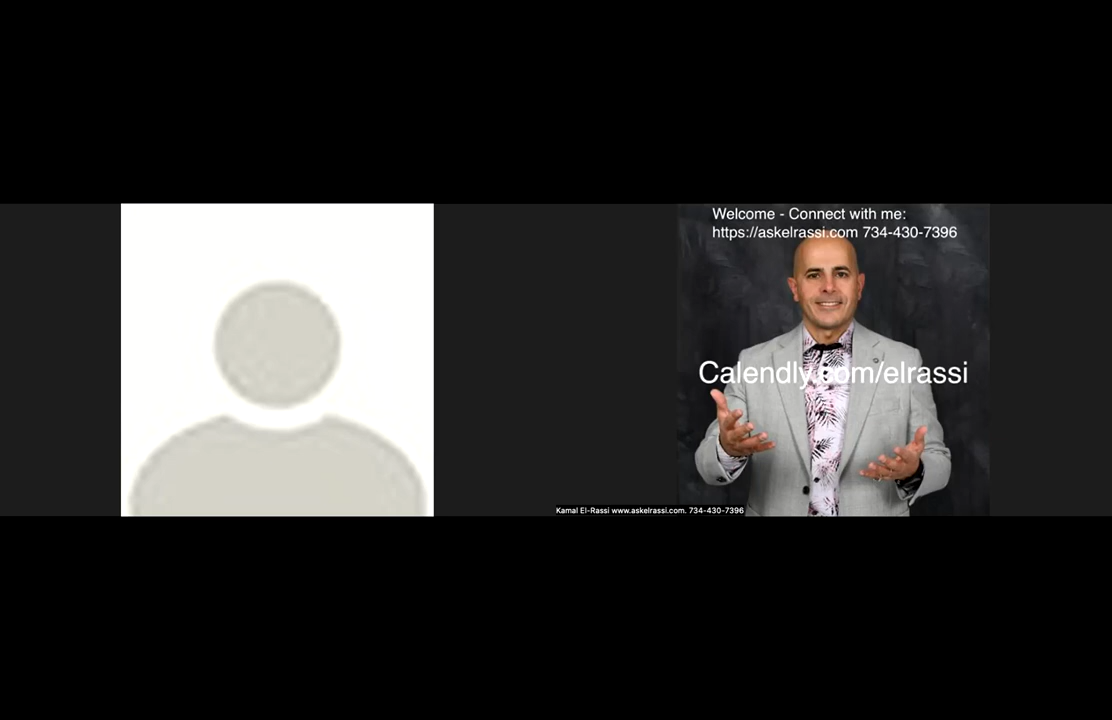 Welcome - Connect with me:
https://askelrassi.com 734-430-7396
Calendly.com/elrassi
Kamal El-Rassi www.askelrassi.com. 734-430-7396